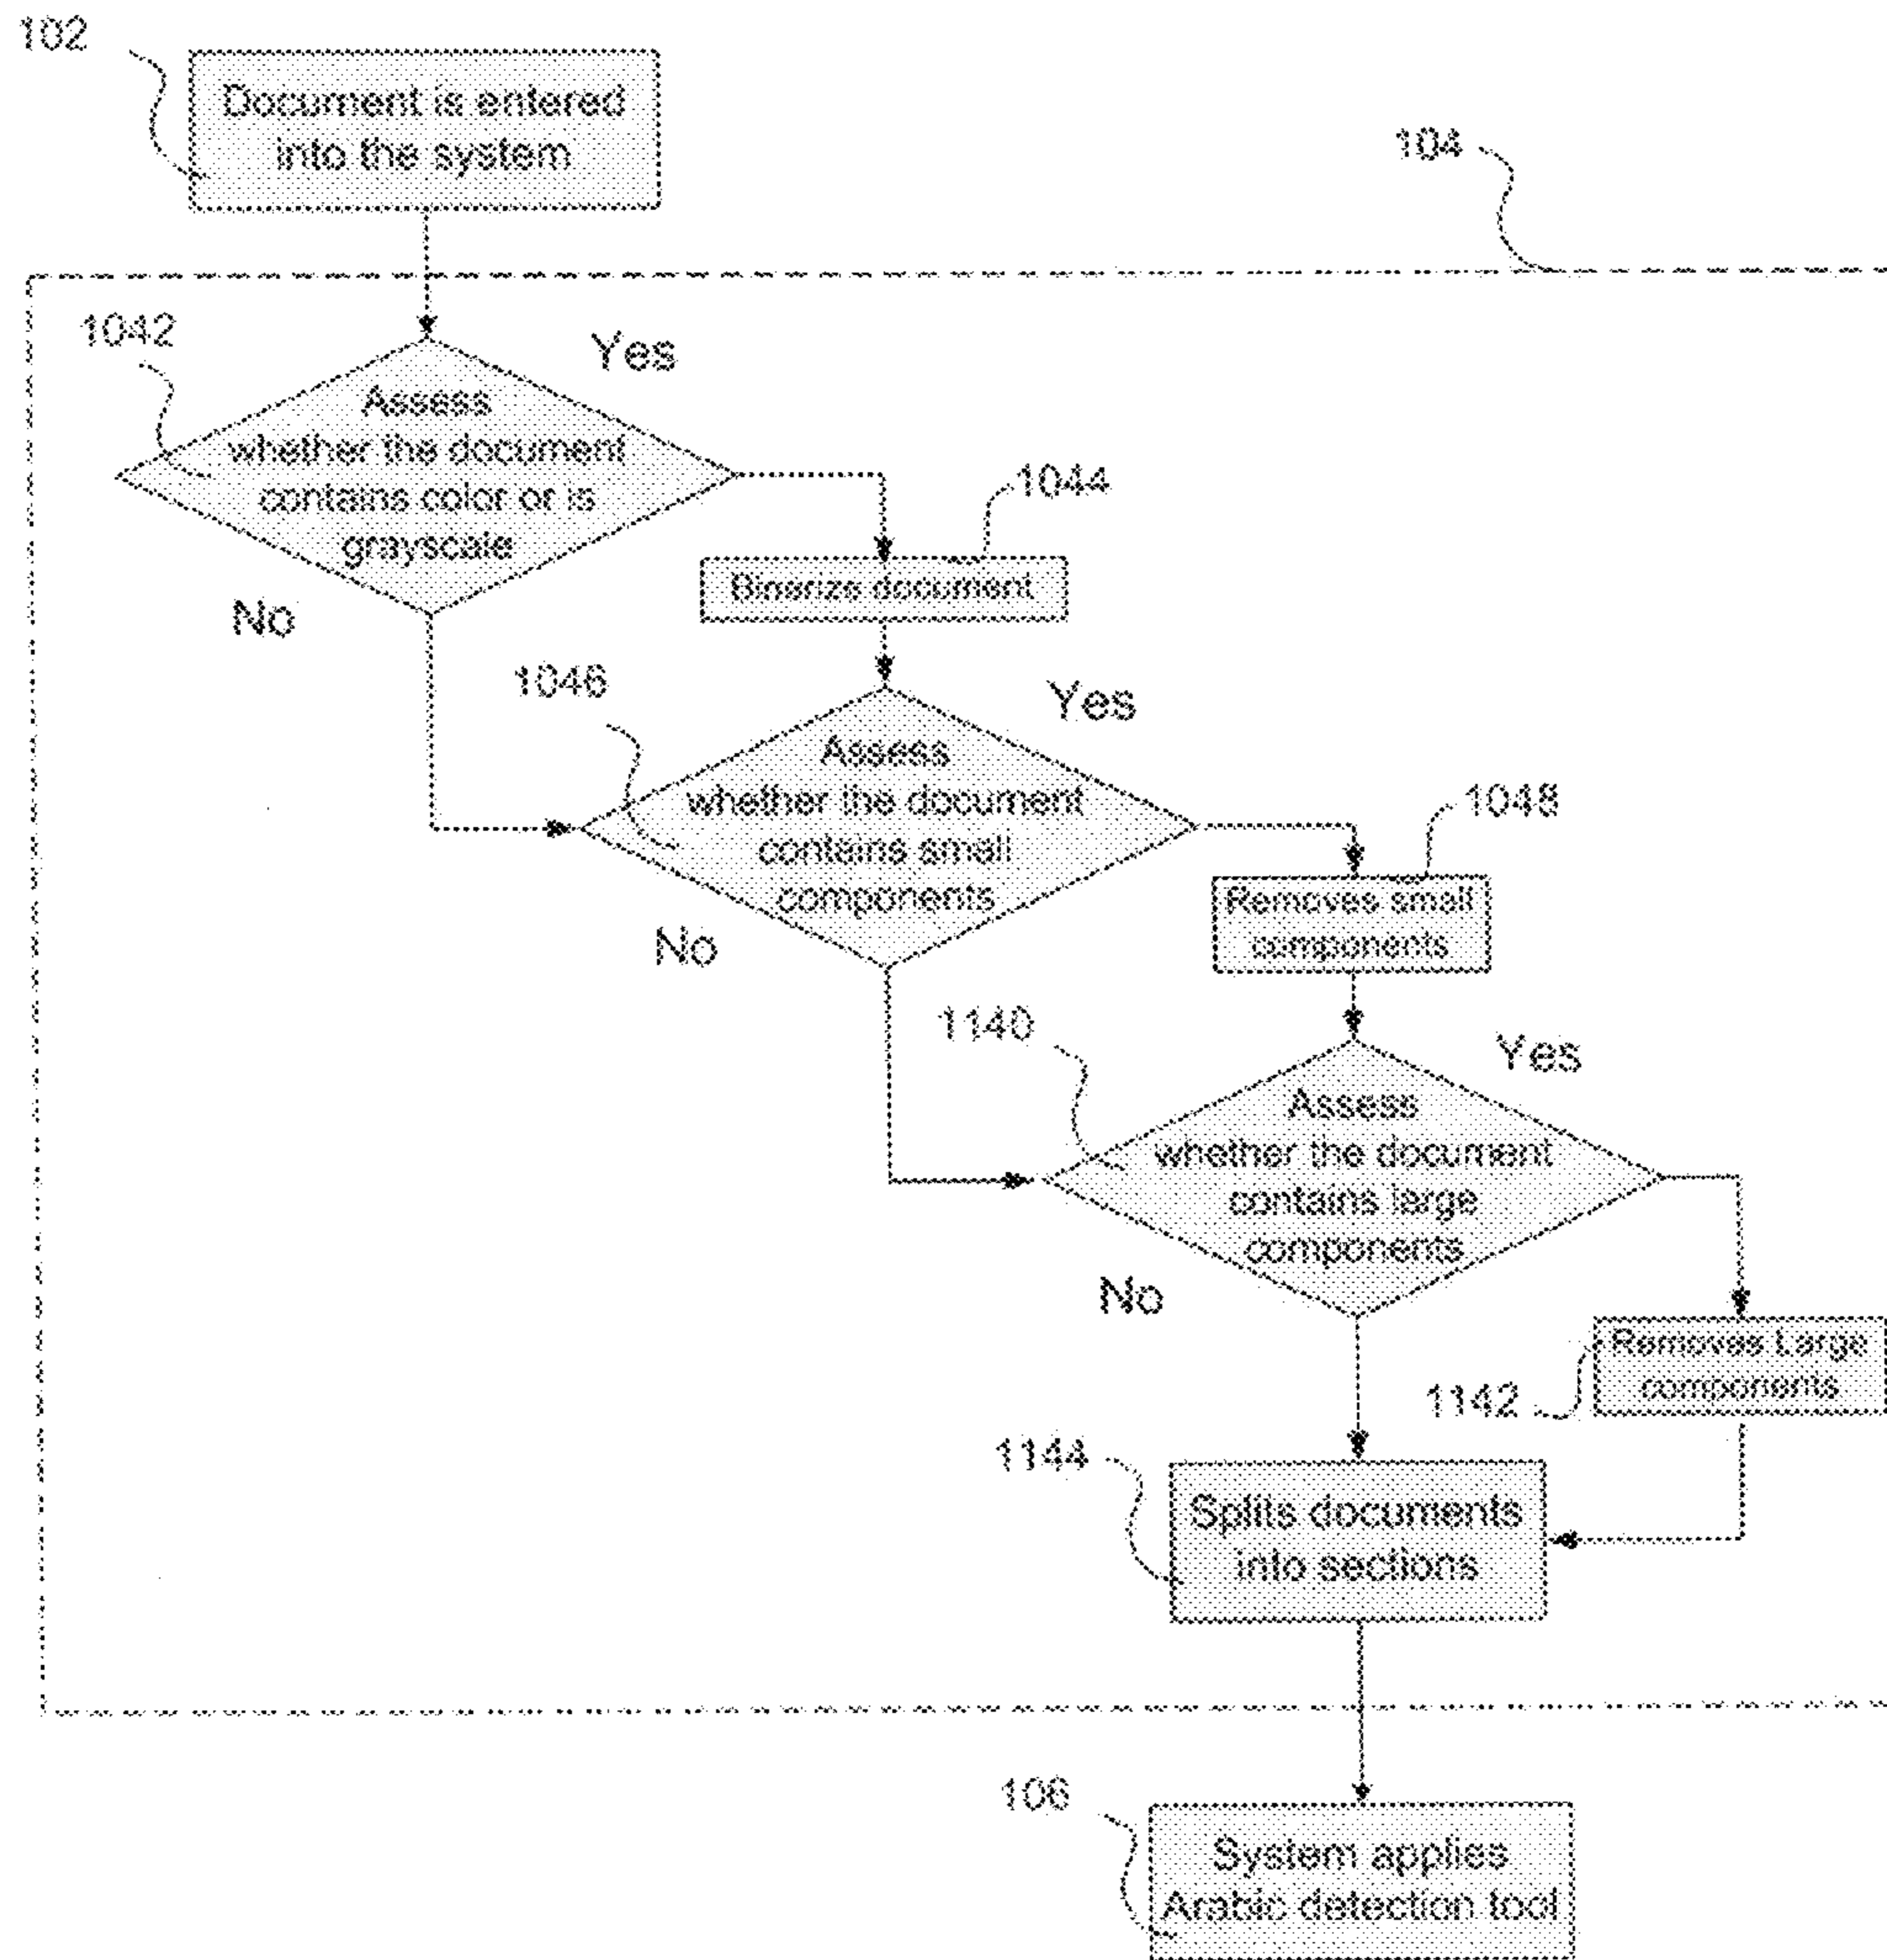 102
Document is entered
into the system
104
1042
Yes
Assess
whether the document
contains color or is
grayscale
No
1044
Binerize document
1046
Yes
Assess
whether the document
contains small
components
No
1048
Removes small
components
1140
Yes
Assess
whether the document
contains large
components
No
Removes Large
components
1142
1144
Splits documents
into sections
106
System applies
Arabic detection tool